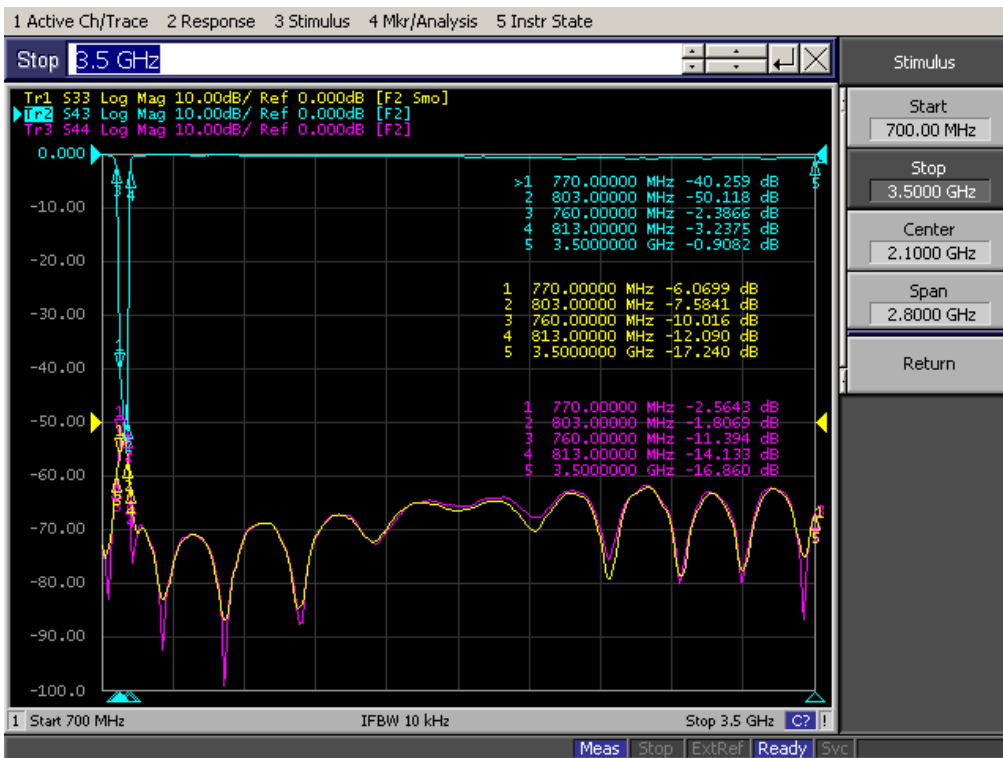 1 Active Ch/Trace 2 Response 3 Stimulus 4 Mkr/Analysis 5 Instr State
Stop 3.5 GHz
Stimulus
Tr1 S33 Log Mag 10.00dB/ Ref 0.000dB [F2 Smo]
Tr2 S43 Log Mag 10.00dB/ Ref 0.000dB [F2]
Tr3 S44 Log Mag 10.00dB/ Ref 0.000dB [F2]
Start
700.00 MHz
Stop
3.5000 GHz
Center
2.1000 GHz
Span
2.8000 GHz
Return
0.000
-10.00
-20.00
-30.00
-40.00
-50.00
-60.00
-70.00
-80.00
-90.00
-100.0
>1 770.00000 MHz -40.259 dB
2 803.00000 MHz -50.118 dB
3 760.00000 MHz -2.3866 dB
4 813.00000 MHz -3.2375 dB
5 3.5000000 GHz -0.9082 dB
1 770.00000 MHz -6.0699 dB
2 803.00000 MHz -7.5841 dB
3 760.00000 MHz -10.016 dB
4 813.00000 MHz -12.090 dB
5 3.5000000 GHz -17.240 dB
1 770.00000 MHz -2.5643 dB
2 803.00000 MHz -1.8069 dB
3 760.00000 MHz -11.394 dB
4 813.00000 MHz -14.133 dB
5 3.5000000 GHz -16.860 dB
1 Start 700 MHz IFBW 10 kHz Stop 3.5 GHz C? !
Meas Stop ExtRef Ready Svc